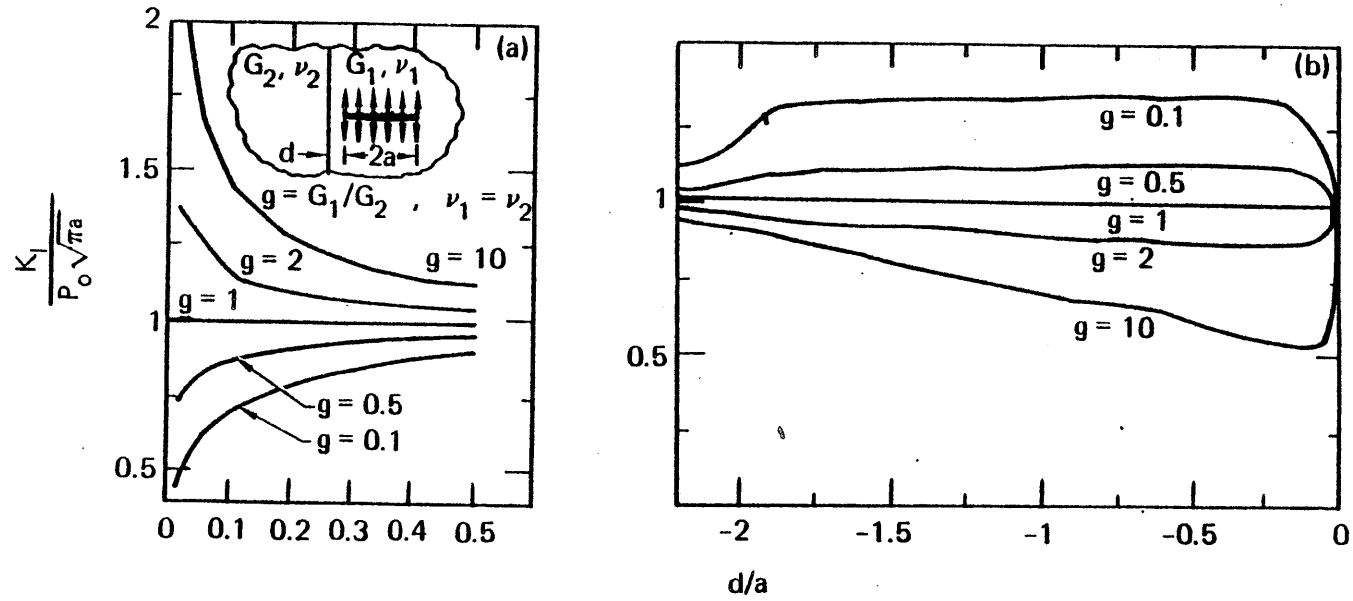 2
(a)
G₂, ν₂
G₁, ν₁
d
2a
1.5
g = G₁/G₂ , ν₁ = ν₂
K_I
P₀√πa
g = 2
g = 10
g = 1
1
g = 0.5
g = 0.1
0.5
0
0.1
0.2
0.3
0.4
0.5
(b)
g = 0.1
1
g = 0.5
g = 1
g = 2
g = 10
0.5
-2
-1.5
-1
-0.5
0
d/a